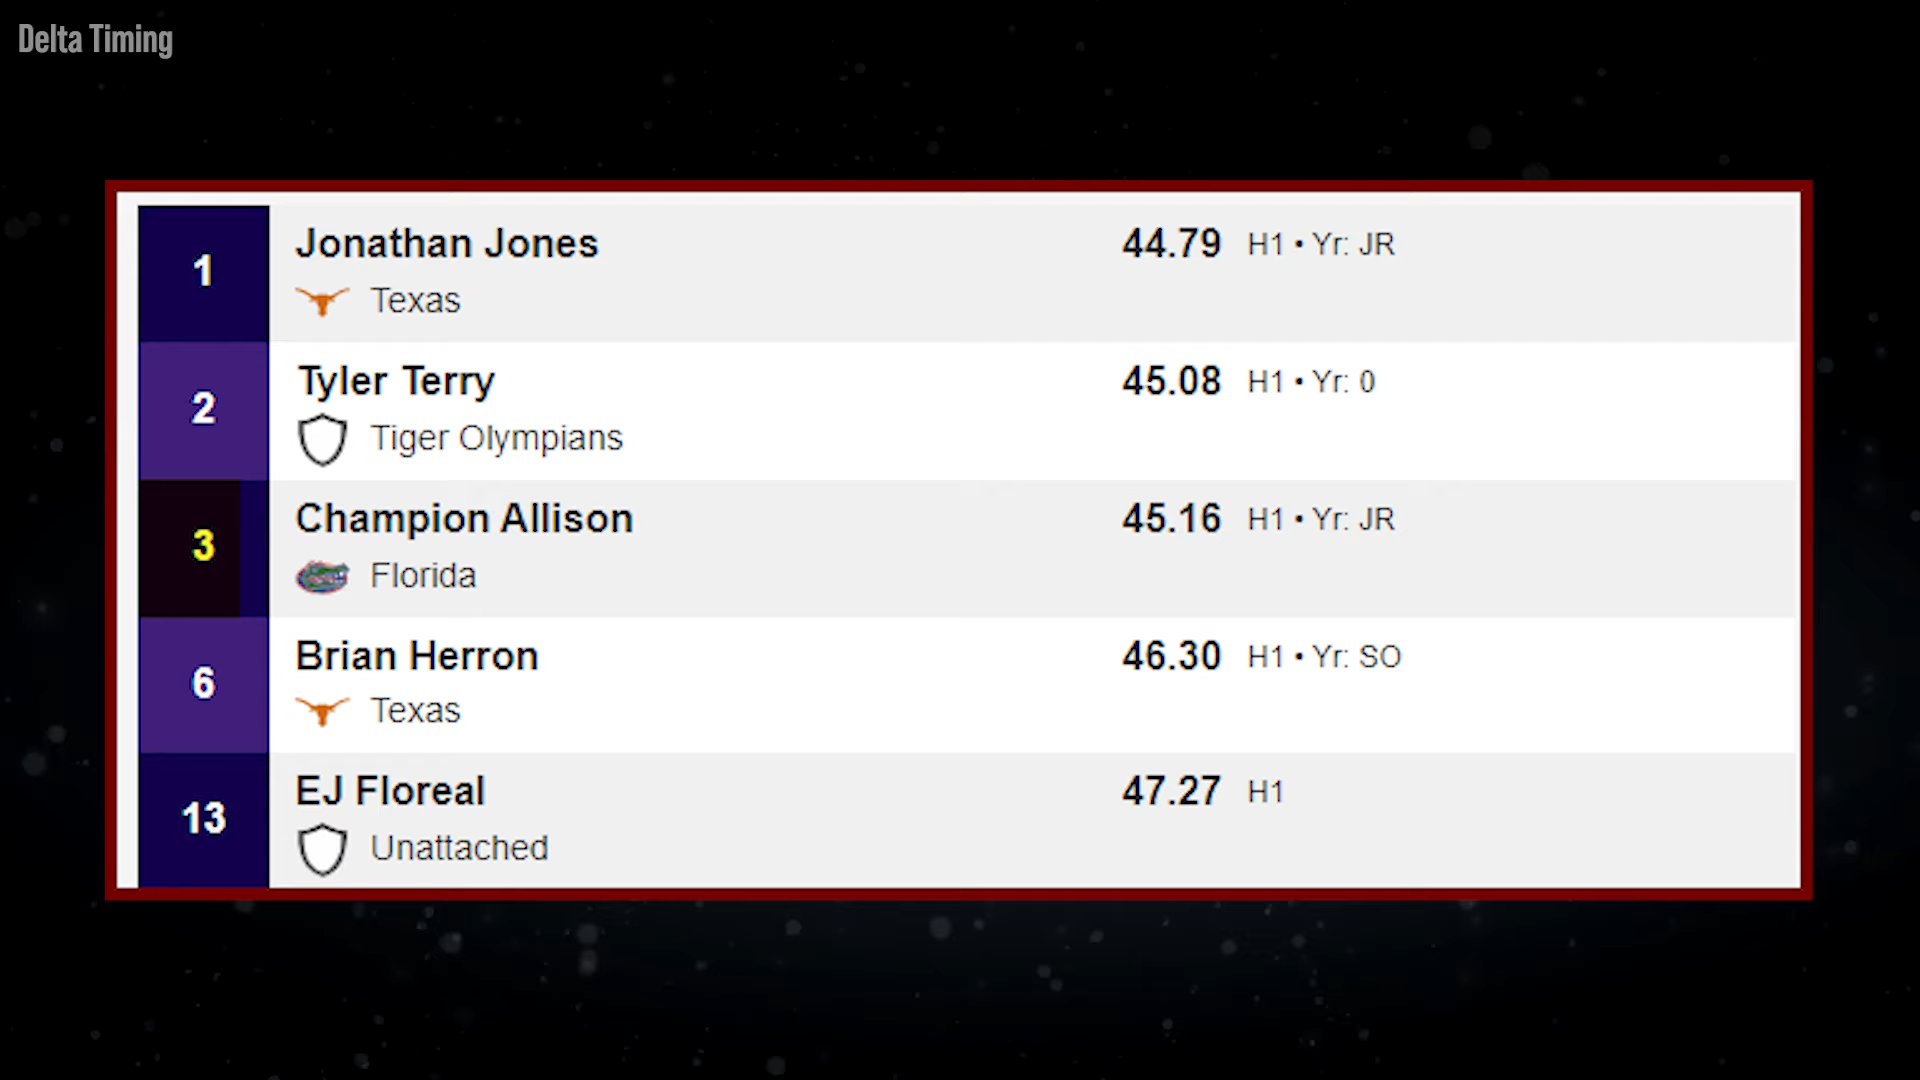 Delta Timing
1 Jonathan Jones 44.79 H1 • Yr: JR
Texas
2 Tyler Terry 45.08 H1 • Yr: 0
Tiger Olympians
3 Champion Allison 45.16 H1 • Yr: JR
Florida
6 Brian Herron 46.30 H1 • Yr: SO
Texas
13 EJ Floreal 47.27 H1
Unattached